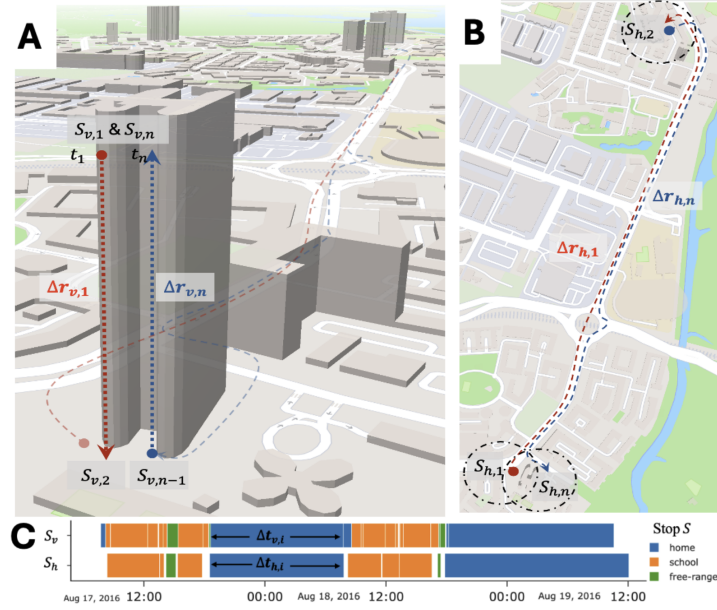 A
S_{v,1} & S_{v,n}
t_1 t_n
Δr_{v,1} Δr_{v,n}
S_{v,2} S_{v,n−1}
B
S_{h,2}
Δr_{h,n}
Δr_{h,1}
S_{h,1}
S_{h,n}
C
S_v Δt_{v,i}
S_h Δt_{h,i}
Stop S
home
school
free-range
12:00 00:00 12:00 00:00 12:00
Aug 17, 2016 Aug 18, 2016 Aug 19, 2016